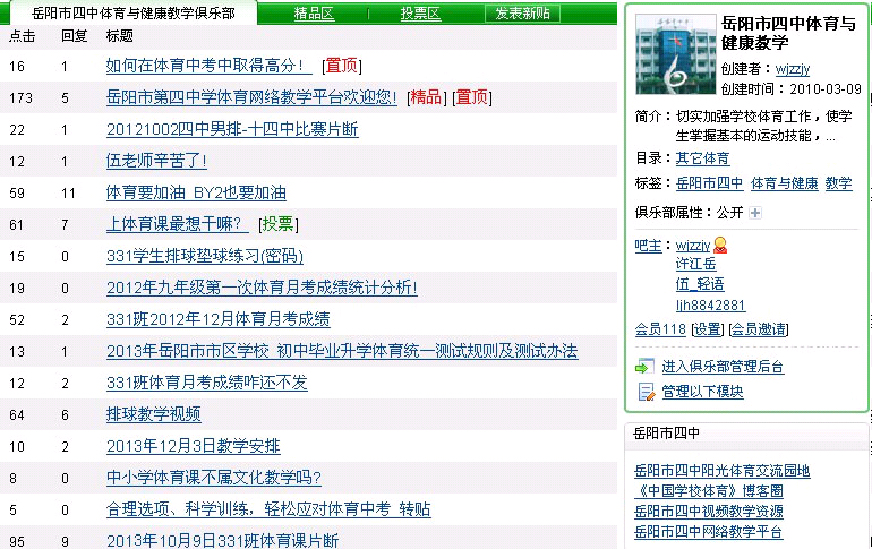 岳阳市四中体育与健康教学俱乐部 精品区 投票区 发表新贴
点击 回复 标题
16 1 如何在体育中考中取得高分! [置顶]
173 5 岳阳市第四中学体育网络教学平台欢迎您! [精品] [置顶]
22 1 20121002四中男排-十四中比赛片断
12 1 伍老师辛苦了!
59 11 体育要加油 BY2也要加油
61 7 上体育课最想干嘛? [投票]
15 0 331学生排球垫球练习(密码)
19 0 2012年九年级第一次体育月考成绩统计分析!
52 2 331班2012年12月体育月考成绩
13 1 2013年岳阳市市区学校 初中毕业升学体育统一测试规则及测试办法
12 2 331班体育月考成绩咋还不发
64 6 排球教学视频
10 2 2013年12月3日教学安排
8 0 中小学体育课不属文化教学吗?
5 0 合理选项、科学训练，轻松应对体育中考 转贴
95 9 2013年10月9日331班体育课片断
岳阳市四中体育与
健康教学
创建者：wjzzjy
创建时间：2010-03-09
简介：切实加强学校体育工作，使学
生掌握基本的运动技能，...
目录：其它体育
标签：岳阳市四中 体育与健康 教学
俱乐部属性：公开
吧主：wjzzjy
许江岳
伍_轻语
ljh8842881
会员118 [设置] [会员邀请]
进入俱乐部管理后台
管理以下模块
岳阳市四中
岳阳市四中阳光体育交流园地
《中国学校体育》博客圈
岳阳市四中视频教学资源
岳阳市四中网络教学平台